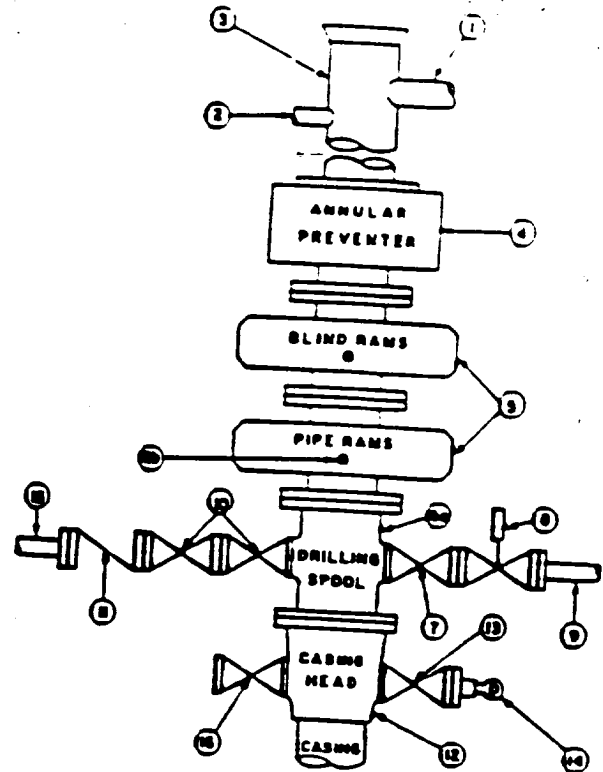 3
1
2
ANNULAR
PREVENTER
4
BLIND RAMS
5
PIPE RAMS
10
8
DRILLING
SPOOL
11
7
13
9
CASING
HEAD
12
CASING